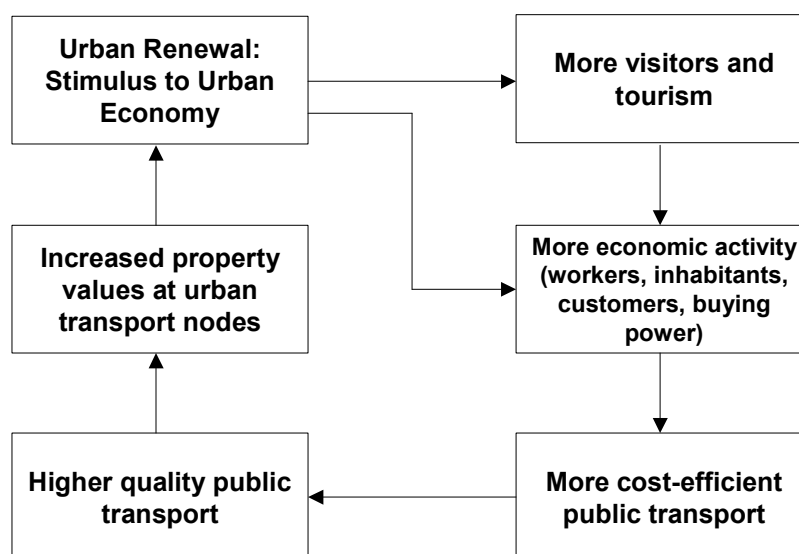 Urban Renewal:
Stimulus to Urban
Economy
More visitors and
tourism
Increased property
values at urban
transport nodes
More economic activity
(workers, inhabitants,
customers, buying
power)
Higher quality public
transport
More cost-efficient
public transport